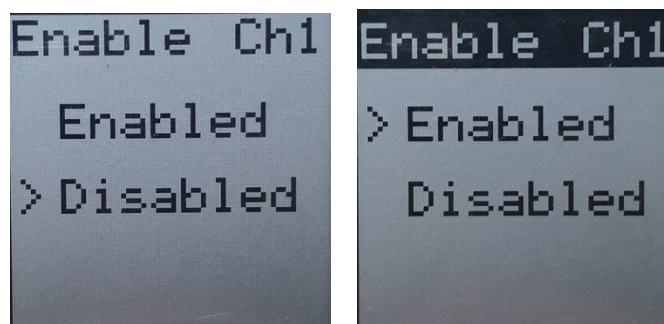 Enable Ch1
Enabled
> Disabled
Enable Ch1
> Enabled
Disabled